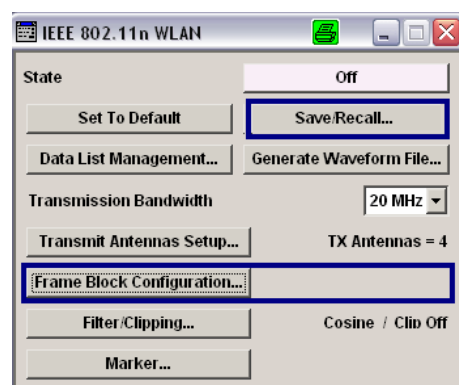 IEEE 802.11n WLAN
State Off
Set To Default Save/Recall...
Data List Management... Generate Waveform File...
Transmission Bandwidth 20 MHz
Transmit Antennas Setup... TX Antennas = 4
Frame Block Configuration...
Filter/Clipping... Cosine / Clip Off
Marker...